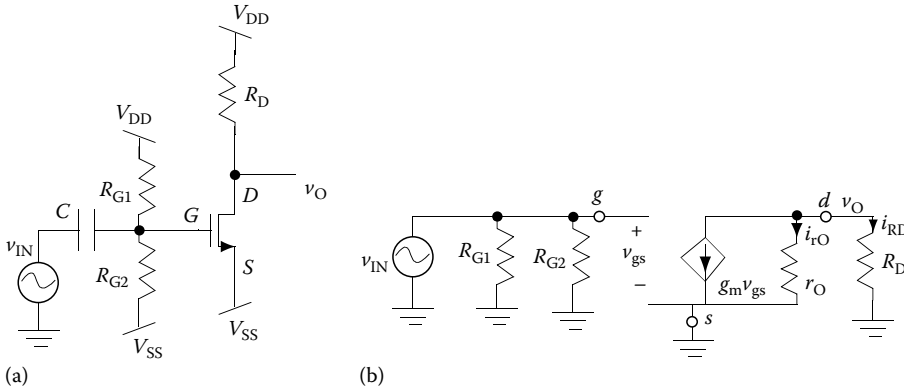 V_DD
R_D
V_DD
v_O
R_G1
D
C
G
v_IN
R_G2
S
V_SS
V_SS
(a)
g
d
v_O
+
i_rO
i_RD
v_IN
R_G1
R_G2
v_gs
R_D
−
g_m v_gs
r_O
s
(b)